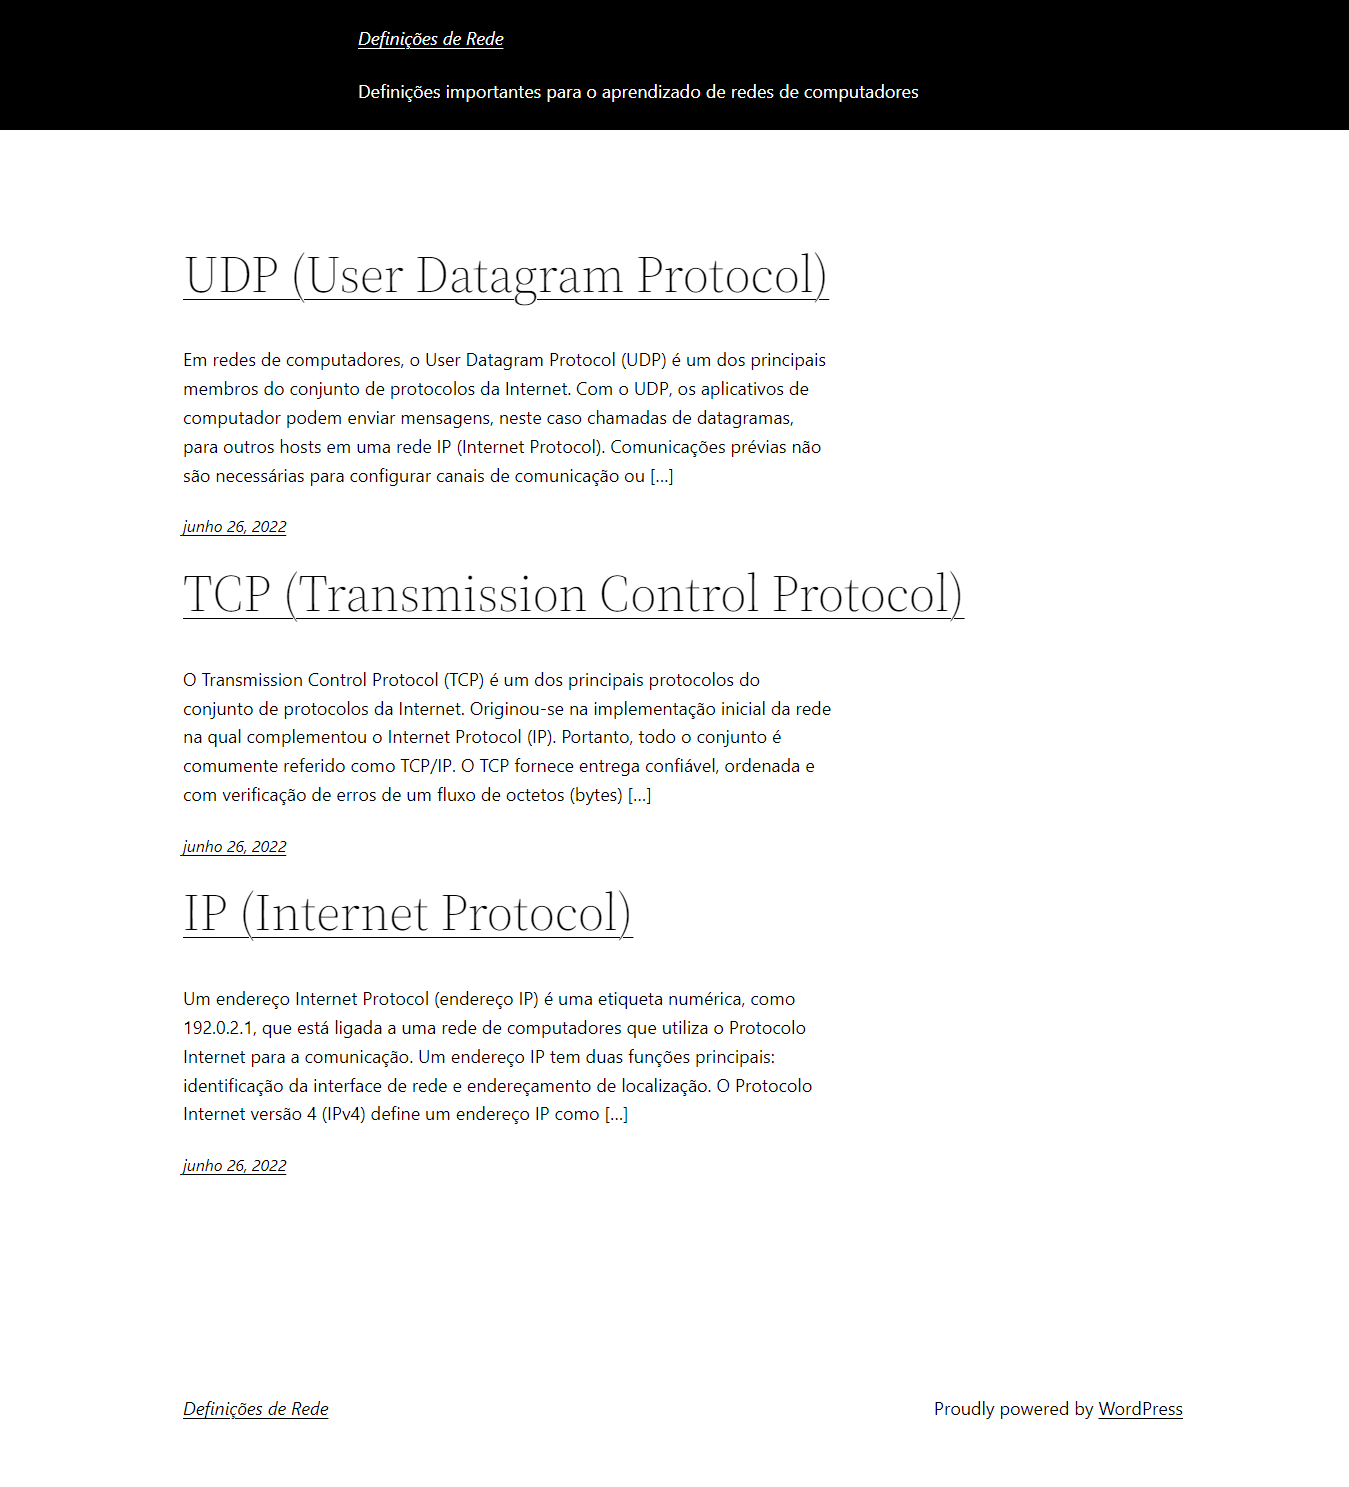 Definições de Rede
Definições importantes para o aprendizado de redes de computadores
UDP (User Datagram Protocol)
Em redes de computadores, o User Datagram Protocol (UDP) é um dos principais
membros do conjunto de protocolos da Internet. Com o UDP, os aplicativos de
computador podem enviar mensagens, neste caso chamadas de datagramas,
para outros hosts em uma rede IP (Internet Protocol). Comunicações prévias não
são necessárias para configurar canais de comunicação ou […]
junho 26, 2022
TCP (Transmission Control Protocol)
O Transmission Control Protocol (TCP) é um dos principais protocolos do
conjunto de protocolos da Internet. Originou-se na implementação inicial da rede
na qual complementou o Internet Protocol (IP). Portanto, todo o conjunto é
comumente referido como TCP/IP. O TCP fornece entrega confiável, ordenada e
com verificação de erros de um fluxo de octetos (bytes) […]
junho 26, 2022
IP (Internet Protocol)
Um endereço Internet Protocol (endereço IP) é uma etiqueta numérica, como
192.0.2.1, que está ligada a uma rede de computadores que utiliza o Protocolo
Internet para a comunicação. Um endereço IP tem duas funções principais:
identificação da interface de rede e endereçamento de localização. O Protocolo
Internet versão 4 (IPv4) define um endereço IP como […]
junho 26, 2022
Definições de Rede
Proudly powered by WordPress